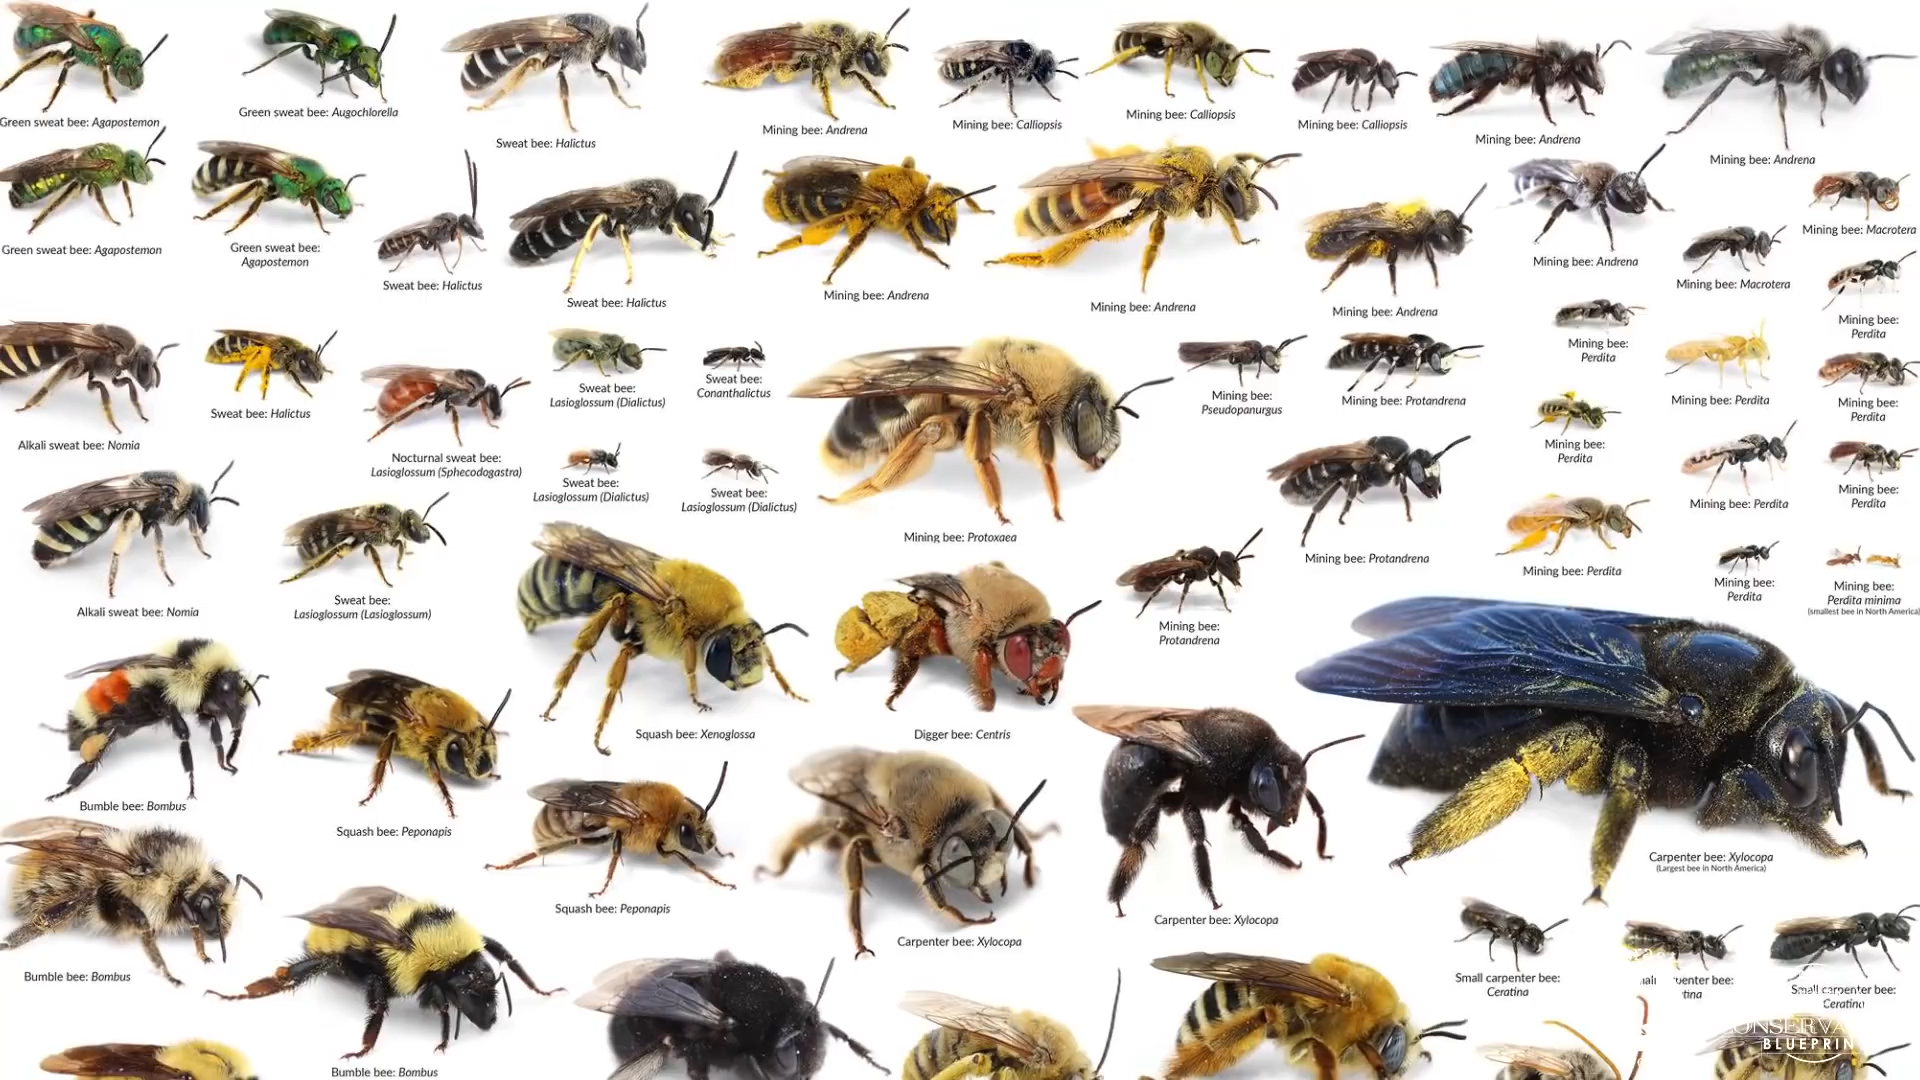 Green sweat bee: Agapostemon
Green sweat bee: Augochlorella
Sweat bee: Halictus
Mining bee: Andrena
Mining bee: Calliopsis
Mining bee: Calliopsis
Mining bee: Calliopsis
Mining bee: Andrena
Mining bee: Andrena
Green sweat bee: Agapostemon
Green sweat bee:
Agapostemon
Sweat bee: Halictus
Sweat bee: Halictus
Mining bee: Andrena
Mining bee: Andrena
Mining bee: Andrena
Mining bee: Andrena
Mining bee: Macrotera
Mining bee: Macrotera
Mining bee:
Perdita
Mining bee:
Perdita
Alkali sweat bee: Nomia
Sweat bee: Halictus
Nocturnal sweat bee:
Lasioglossum (Sphecodogastra)
Sweat bee:
Lasioglossum (Dialictus)
Sweat bee:
Conanthalictus
Mining bee:
Pseudopanurgus
Mining bee: Protandrena
Mining bee: Perdita
Mining bee:
Perdita
Mining bee:
Perdita
Sweat bee:
Lasioglossum (Dialictus)
Sweat bee:
Lasioglossum (Dialictus)
Mining bee: Protoxaea
Mining bee: Protandrena
Mining bee: Perdita
Mining bee:
Perdita
Mining bee: Perdita
Mining bee:
Perdita
Mining bee:
Perdita minima
(smallest bee in North America)
Alkali sweat bee: Nomia
Sweat bee:
Lasioglossum (Lasioglossum)
Mining bee:
Protandrena
Squash bee: Xenoglossa
Digger bee: Centris
Bumble bee: Bombus
Squash bee: Peponapis
Squash bee: Peponapis
Carpenter bee: Xylocopa
Carpenter bee: Xylocopa
Carpenter bee: Xylocopa
(Largest bee in North America)
Bumble bee: Bombus
Small carpenter bee:
Ceratina
penter bee:
tina
Small carpenter bee:
Ceratina
Bumble bee: Bombus
ONSERVA
BLUEPRIN